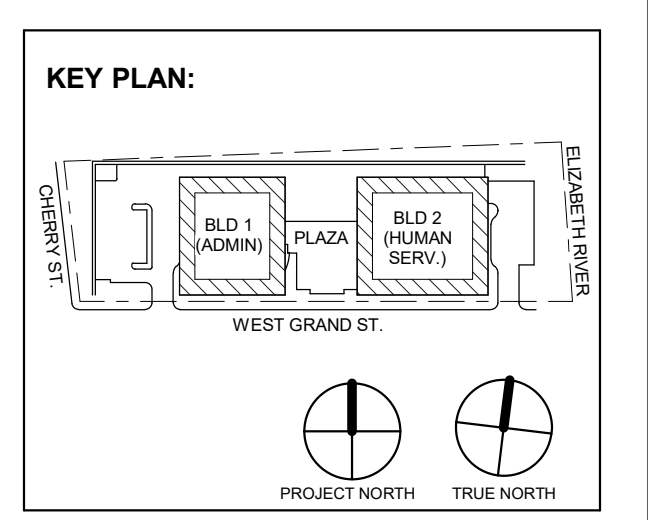 KEY PLAN:
CHERRY ST.
BLD 1
(ADMIN)
PLAZA
BLD 2
(HUMAN
SERV.)
ELIZABETH RIVER
WEST GRAND ST.
PROJECT NORTH
TRUE NORTH